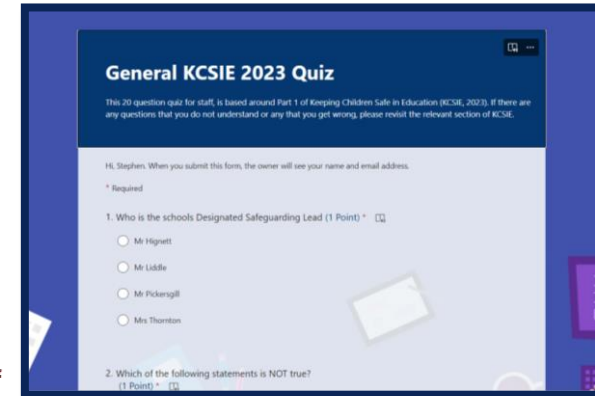 General KCSIE 2023 Quiz
This 20 question quiz for staff, is based around Part 1 of Keeping Children Safe in Education (KCSIE, 2023). If there are
any questions that you do not understand or any that you get wrong, please revisit the relevant section of KCSIE.
Hi, Stephen. When you submit this form, the owner will see your name and email address.
* Required
1. Who is the schools Designated Safeguarding Lead (1 Point) *
Mr Hignett
Mr Liddle
Mr Pickersgill
Mrs Thornton
2. Which of the following statements is NOT true?
(1 Point) *